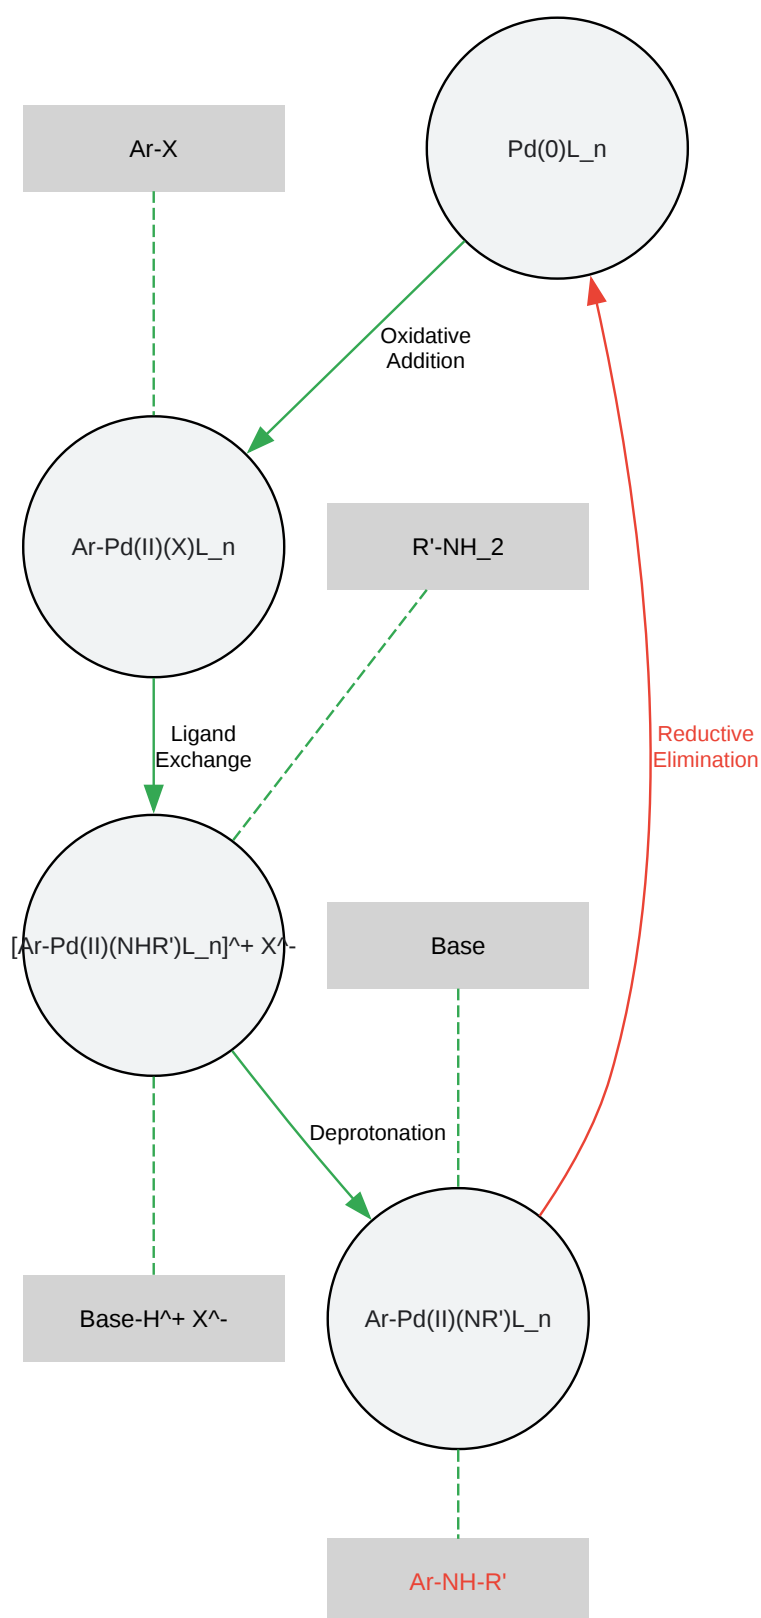 Ar-X
Pd(0)L_n
Oxidative
Addition
Ar-Pd(II)(X)L_n
R'-NH_2
Ligand
Exchange
Reductive
Elimination
[Ar-Pd(II)(NHR')L_n]^+ X^-
Base
Deprotonation
Base-H^+ X^-
Ar-Pd(II)(NR')L_n
Ar-NH-R'